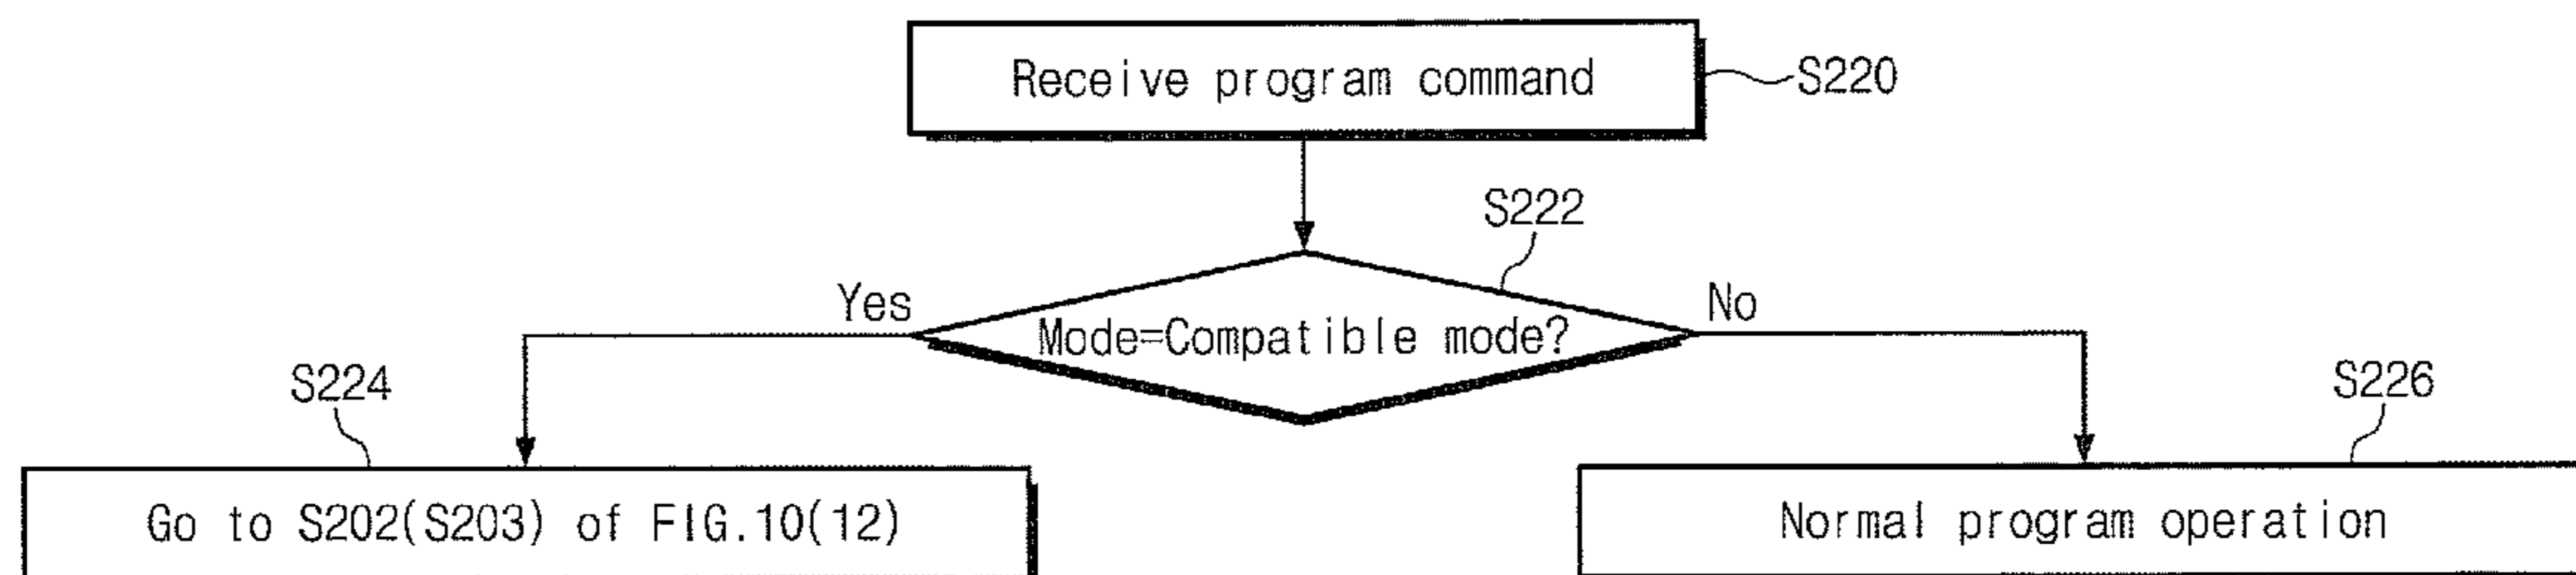 Receive program command
S220
S222
Yes
No
Mode=Compatible mode?
S224
S226
Go to S202(S203) of FIG.10(12)
Normal program operation